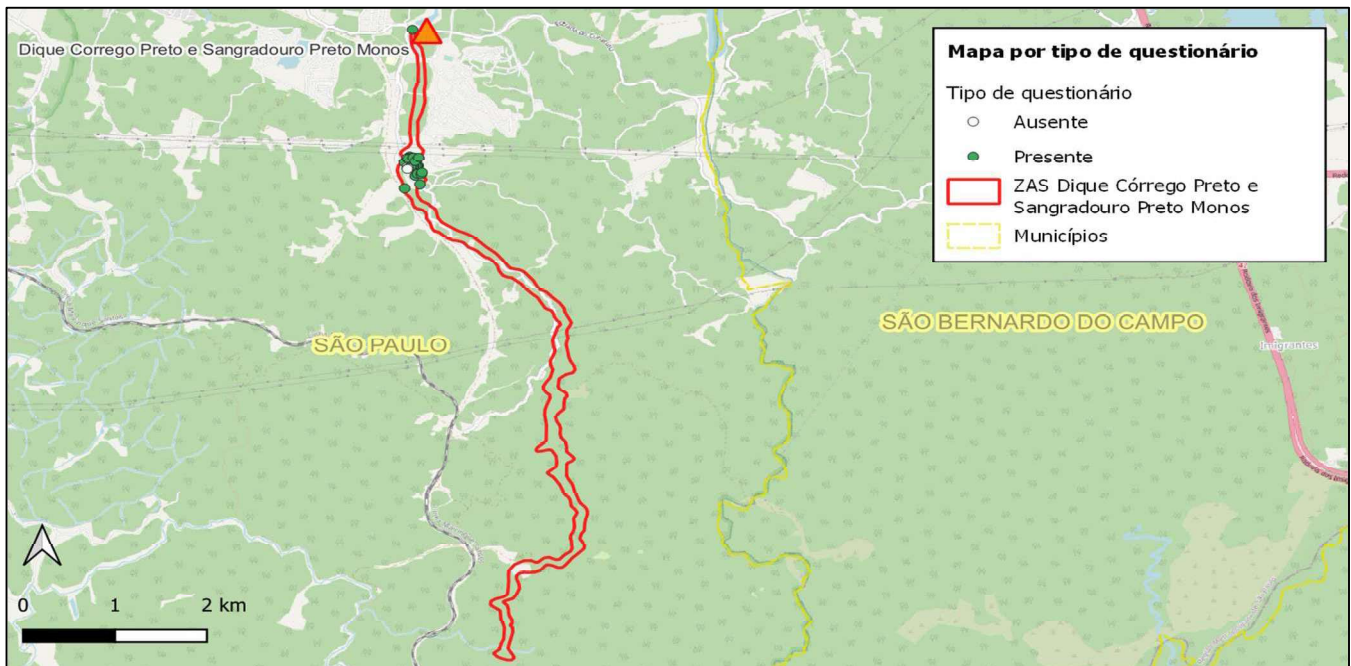 Dique Corrego Preto e Sangradouro Preto Monos
Mapa por tipo de questionário
Tipo de questionário
Ausente
Presente
ZAS Dique Córrego Preto e
Sangradouro Preto Monos
Municípios
SÃO PAULO
SÃO BERNARDO DO CAMPO
Imigrantes
0 1 2 km